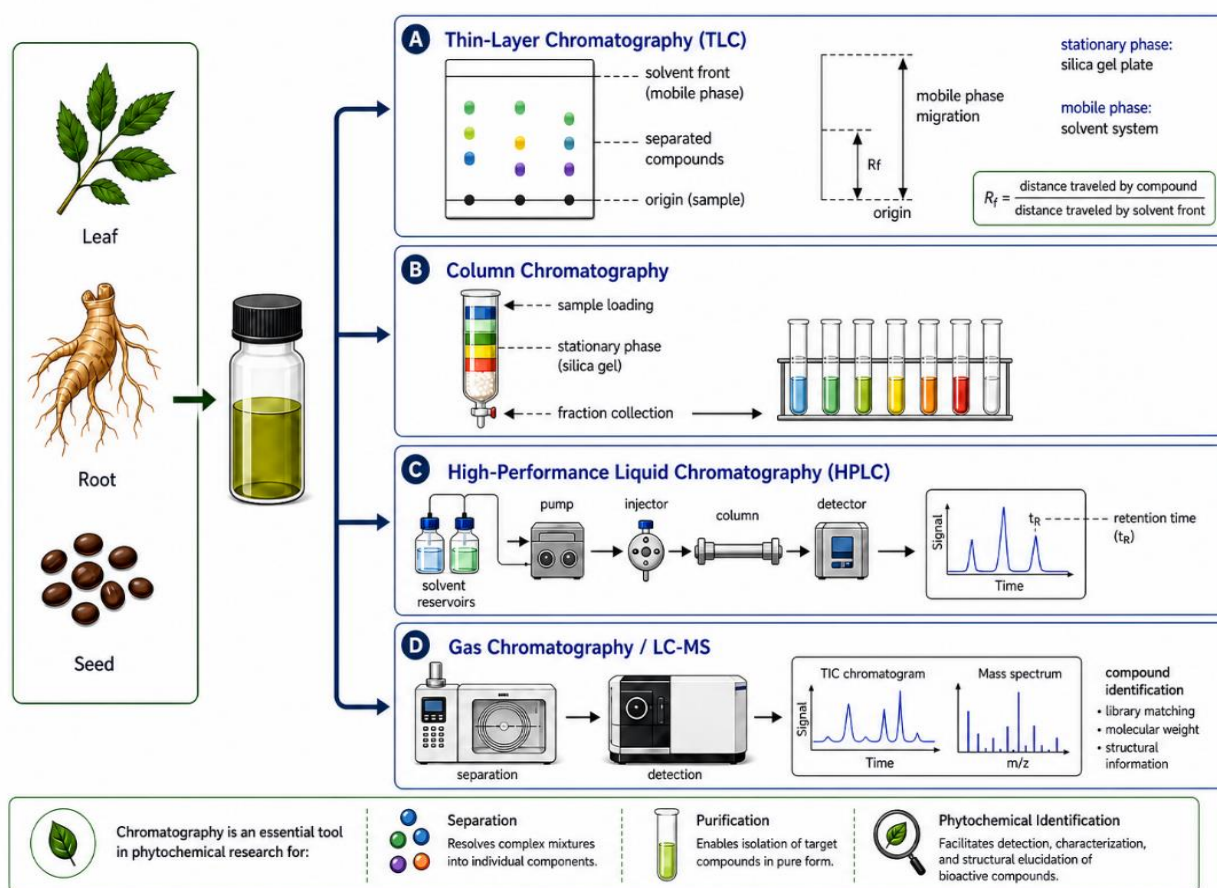 Leaf
Root
Seed
A Thin-Layer Chromatography (TLC)
solvent front
(mobile phase)
separated
compounds
origin (sample)
mobile phase
migration
Rf
origin
stationary phase:
silica gel plate
mobile phase:
solvent system
Rf = distance traveled by compound
distance traveled by solvent front
B Column Chromatography
sample loading
stationary phase
(silica gel)
fraction collection
C High-Performance Liquid Chromatography (HPLC)
solvent
reservoirs
pump
injector
column
detector
Signal
tR
Time
retention time
(tR)
D Gas Chromatography / LC-MS
separation
detection
TIC chromatogram
Signal
Time
Mass spectrum
m/z
compound
identification
• library matching
• molecular weight
• structural
information
Chromatography is an essential tool
in phytochemical research for:
Separation
Resolves complex mixtures
into individual components.
Purification
Enables isolation of target
compounds in pure form.
Phytochemical Identification
Facilitates detection, characterization,
and structural elucidation of
bioactive compounds.